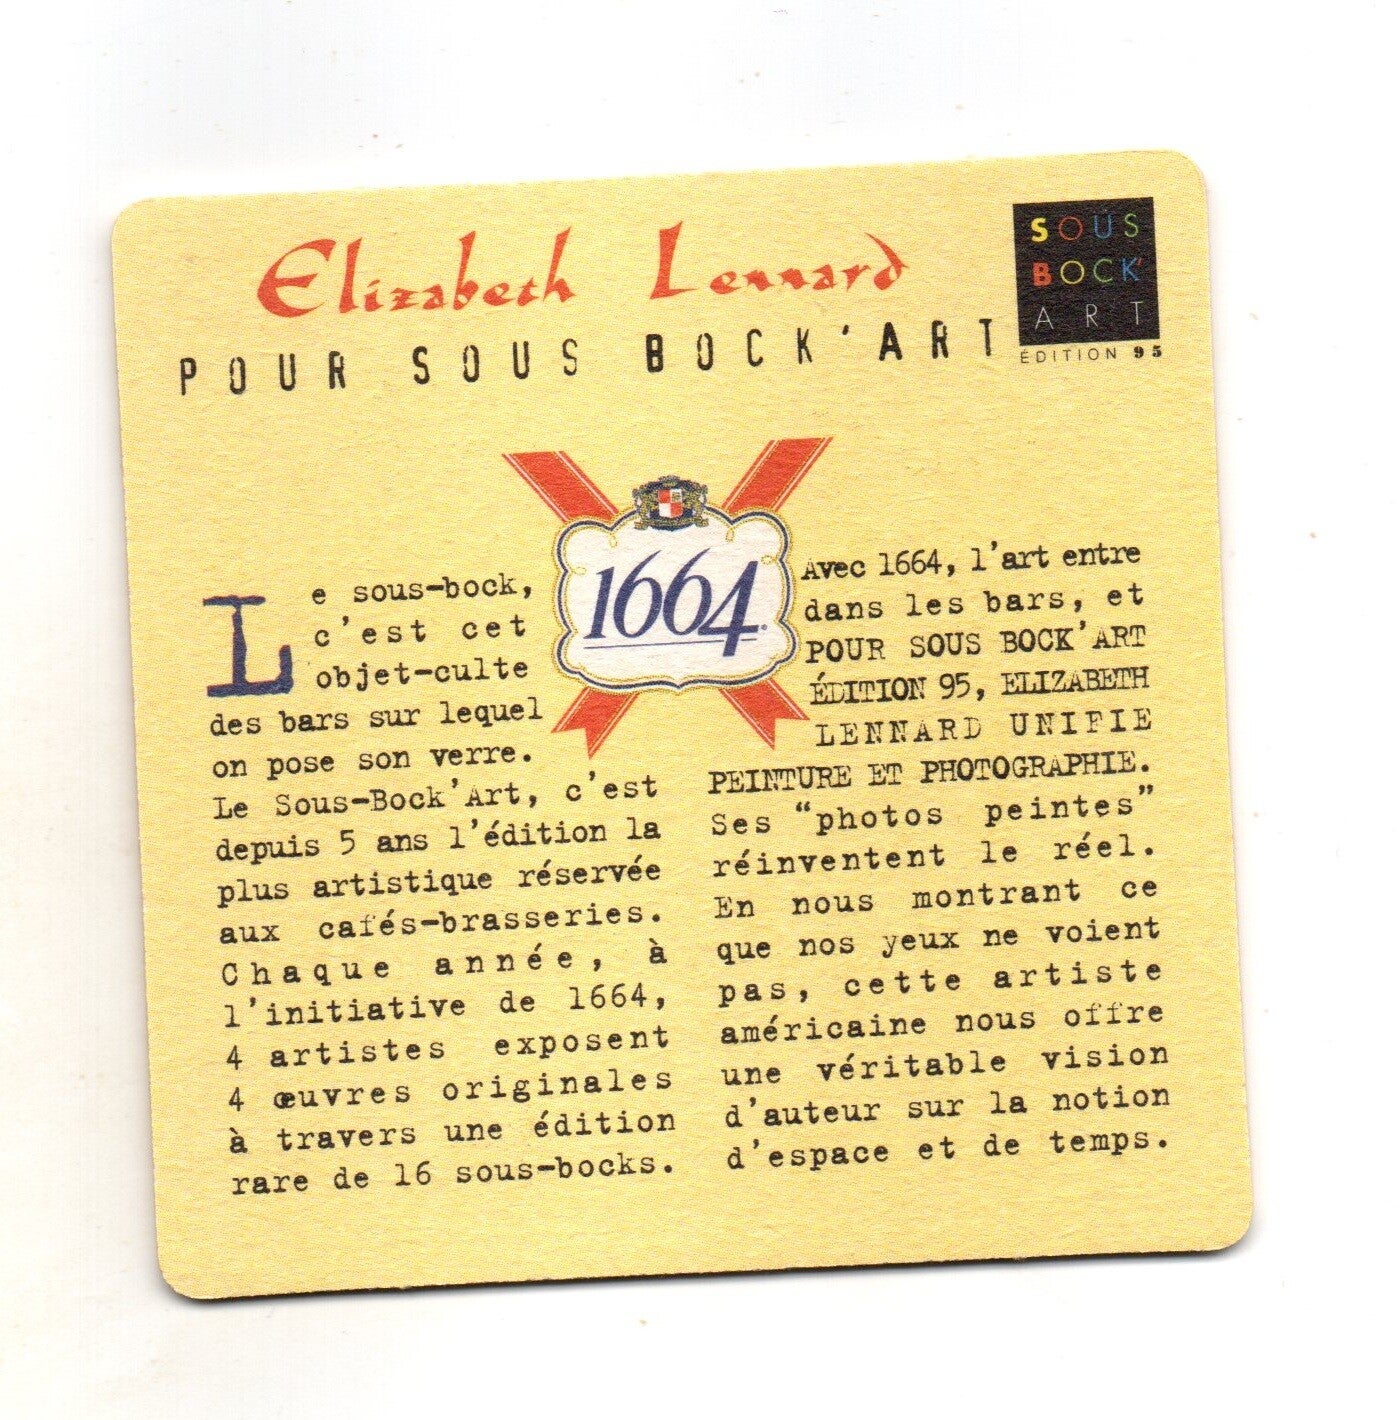 Elizabeth Lennard
POUR SOUS BOCK'ART
SOUS
BOCK'
ART
ÉDITION 95
1664
Le sous-bock,
c'est cet
objet-culte
des bars sur lequel
on pose son verre.
Le Sous-Bock'Art, c'est
depuis 5 ans l'édition la
plus artistique réservée
aux cafés-brasseries.
Chaque année, à
l'initiative de 1664,
4 artistes exposent
4 œuvres originales
à travers une édition
rare de 16 sous-bocks.
Avec 1664, l'art entre
dans les bars, et
POUR SOUS BOCK'ART
ÉDITION 95, ELIZABETH
LENNARD UNIFIE
PEINTURE ET PHOTOGRAPHIE.
Ses "photos peintes"
réinventent le réel.
En nous montrant ce
que nos yeux ne voient
pas, cette artiste
américaine nous offre
une véritable vision
d'auteur sur la notion
d'espace et de temps.